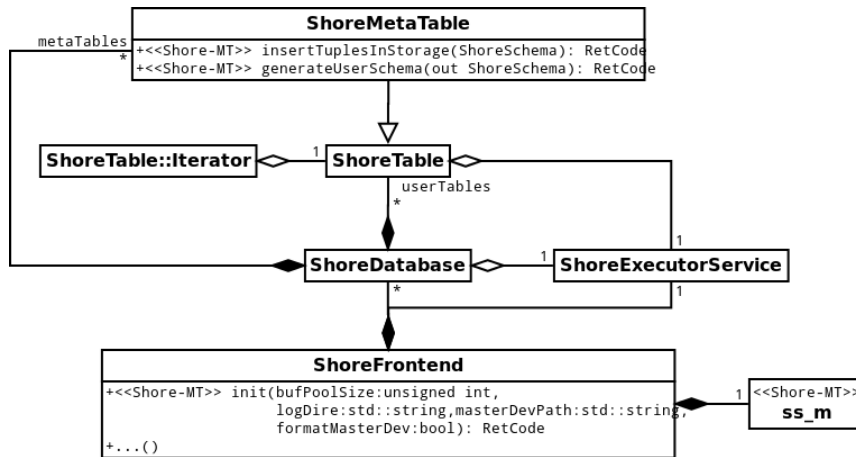 ShoreMetaTable
metaTables
*
+<<Shore-MT>> insertTuplesInStorage(ShoreSchema): RetCode
+<<Shore-MT>> generateUserSchema(out ShoreSchema): RetCode
ShoreTable::Iterator
1
ShoreTable
userTables
*
1
ShoreDatabase
1
ShoreExecutorService
*
1
ShoreFrontend
+<<Shore-MT>> init(bufPoolSize:unsigned int,
logDire:std::string,masterDevPath:std::string,
formatMasterDev:bool): RetCode
+...()
1
<<Shore-MT>>
ss_m